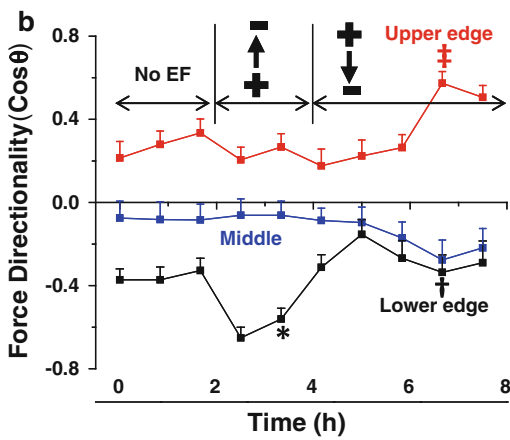 b
Force Directionality(Cosθ)
0.8
0.4
0.0
-0.4
-0.8
No EF
Upper edge
‡
Middle
*
†
Lower edge
0 2 4 6 8
Time (h)